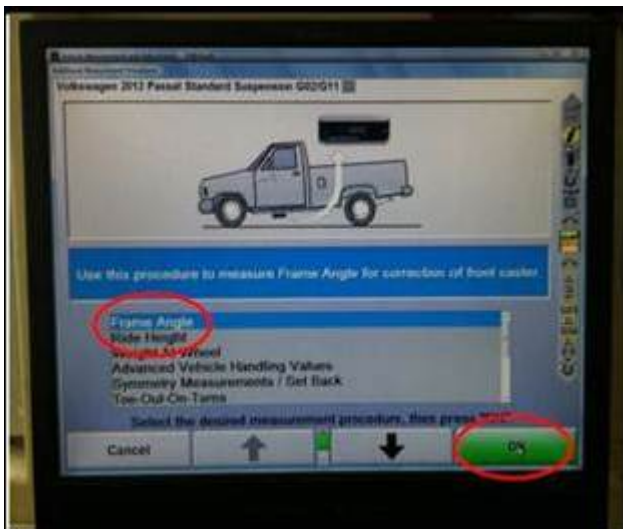 Volkswagen 2012 Passat Standard Suspension G02/G11
Use this procedure to measure Frame Angle for correction of front caster.
Frame Angle
Ride Height
Weight At Wheel
Advanced Vehicle Handling Values
Symmetry Measurements / Set Back
Toe-Out-On-Turns
Select the desired measurement procedure, then press "OK"
Cancel
OK